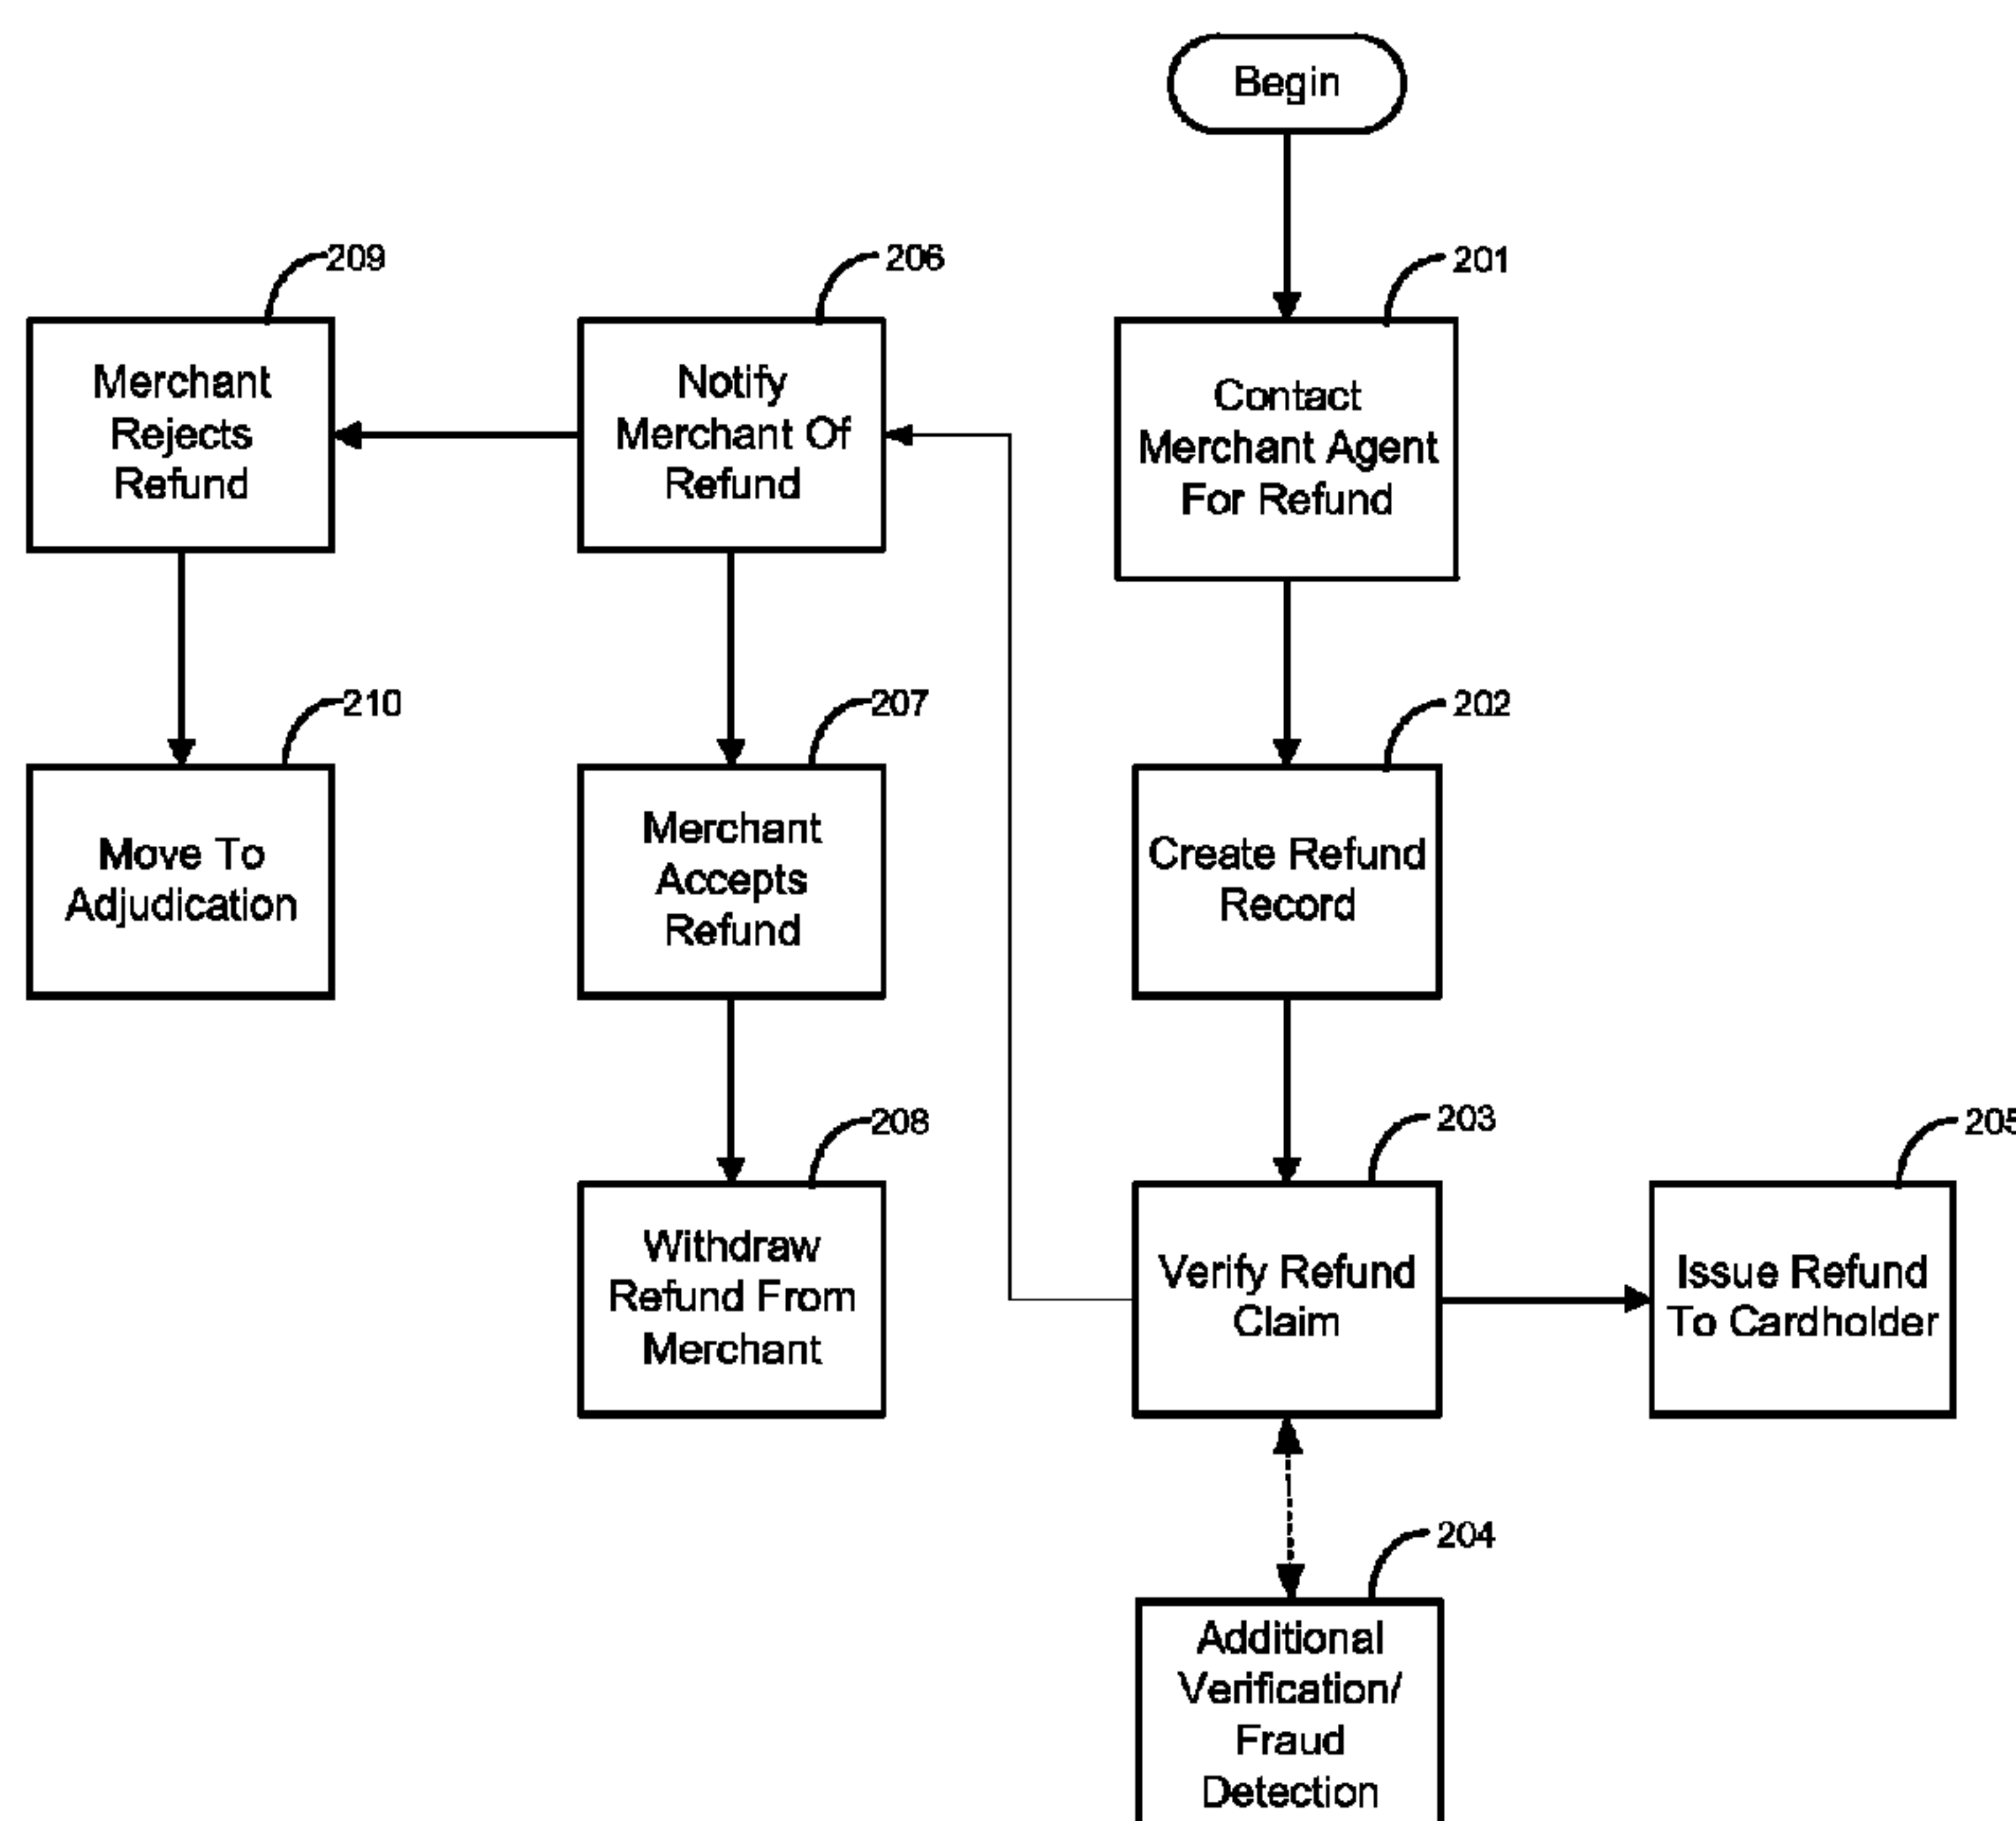 Begin
209
206
201
Merchant
Rejects
Refund
Notify
Merchant Of
Refund
Contact
Merchant Agent
For Refund
210
207
202
Move To
Adjudication
Merchant
Accepts
Refund
Create Refund
Record
208
203
205
Withdraw
Refund From
Merchant
Verify Refund
Claim
Issue Refund
To Cardholder
204
Additional
Verification/
Fraud
Detection